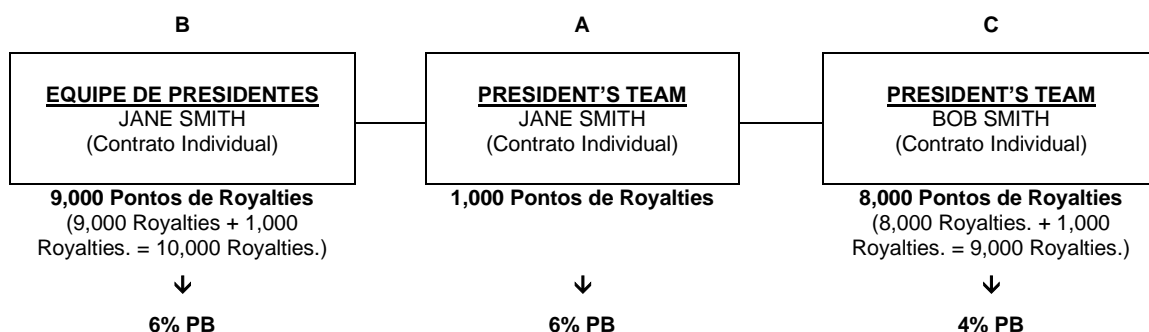 B
A
C
EQUIPE DE PRESIDENTES
JANE SMITH
(Contrato Individual)
PRESIDENT'S TEAM
JANE SMITH
(Contrato Individual)
PRESIDENT'S TEAM
BOB SMITH
(Contrato Individual)
9,000 Pontos de Royalties
(9,000 Royalties + 1,000
Royalties. = 10,000 Royalties.)
1,000 Pontos de Royalties
8,000 Pontos de Royalties
(8,000 Royalties. + 1,000
Royalties. = 9,000 Royalties.)
6% PB
6% PB
4% PB